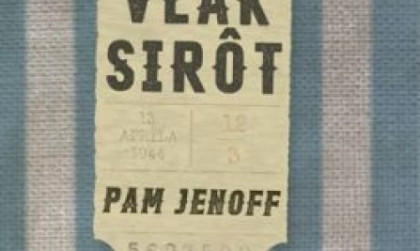 VLAK
SIRÔT
13 12
APRÍLA
1944 3
PAM JENOFF